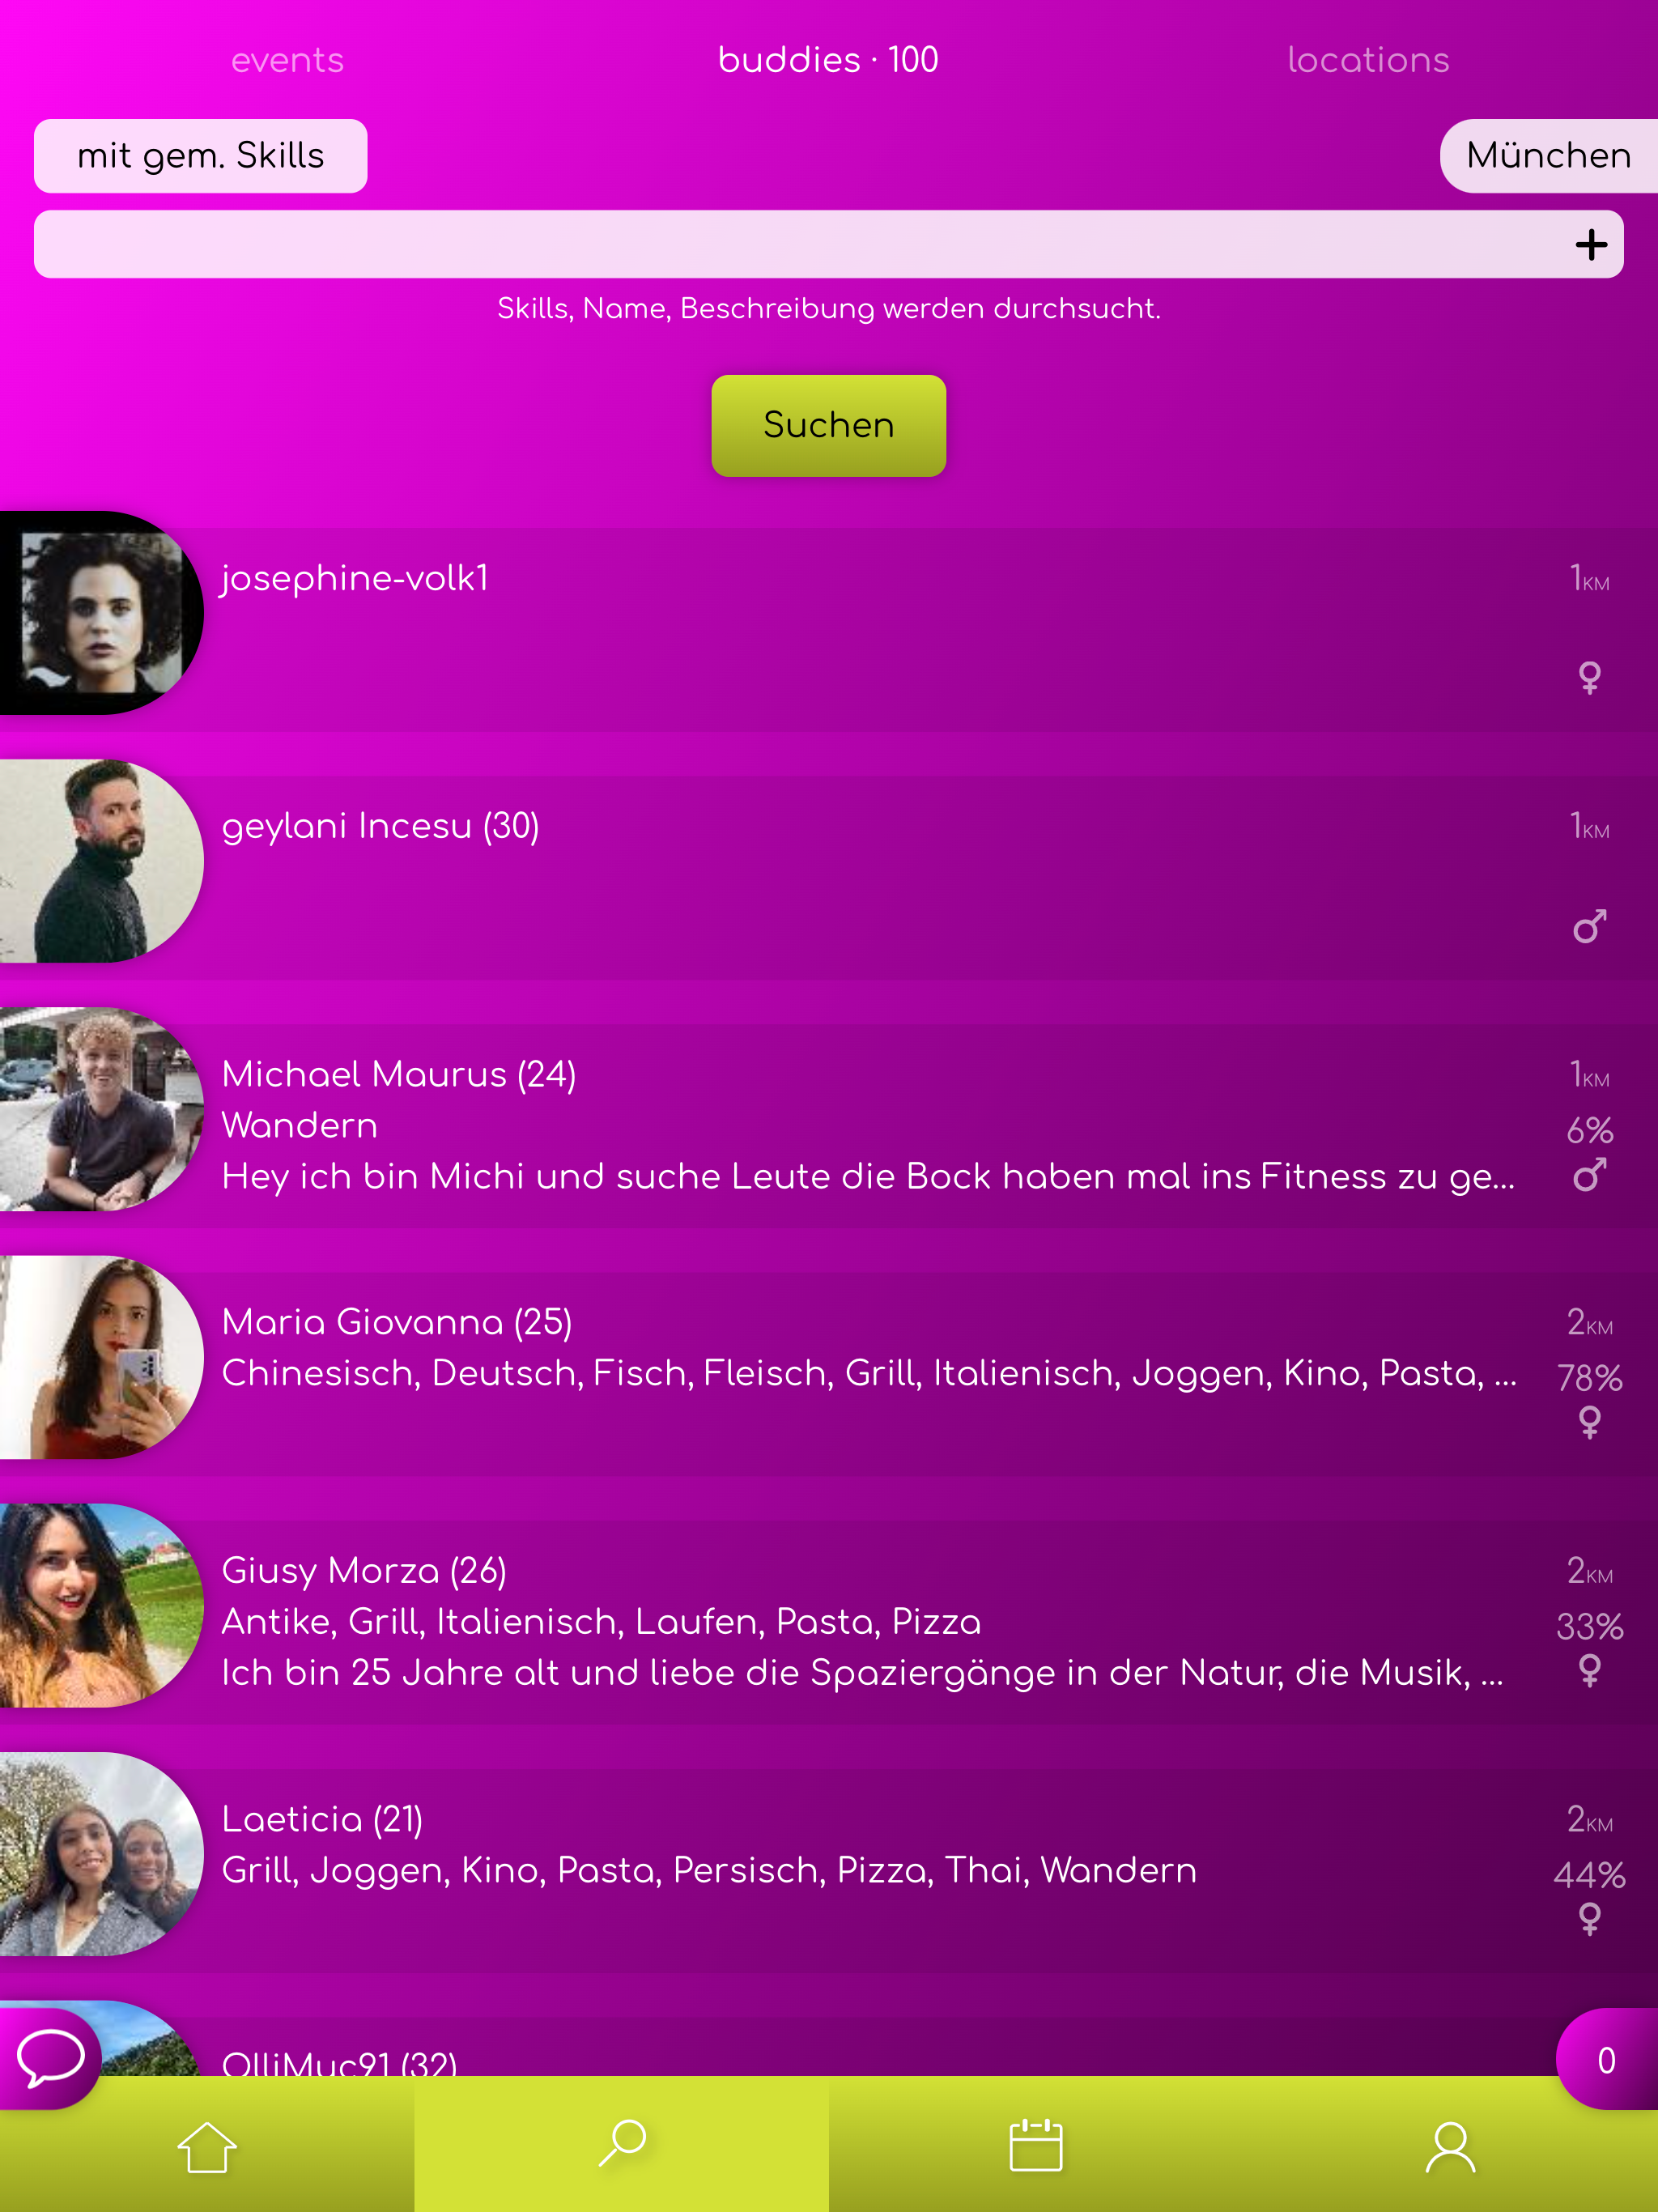 events
buddies · 100
locations
mit gem. Skills
München
Skills, Name, Beschreibung werden durchsucht.
Suchen
josephine-volk1
1KM
geylani Incesu (30)
1KM
Michael Maurus (24)
1KM
Wandern
6%
Hey ich bin Michi und suche Leute die Bock haben mal ins Fitness zu ge...
Maria Giovanna (25)
2KM
Chinesisch, Deutsch, Fisch, Fleisch, Grill, Italienisch, Joggen, Kino, Pasta, ...
78%
Giusy Morza (26)
2KM
Antike, Grill, Italienisch, Laufen, Pasta, Pizza
33%
Ich bin 25 Jahre alt und liebe die Spaziergänge in der Natur, die Musik, ...
Laeticia (21)
2KM
Grill, Joggen, Kino, Pasta, Persisch, Pizza, Thai, Wandern
44%
OlliMuc91 (32)
0